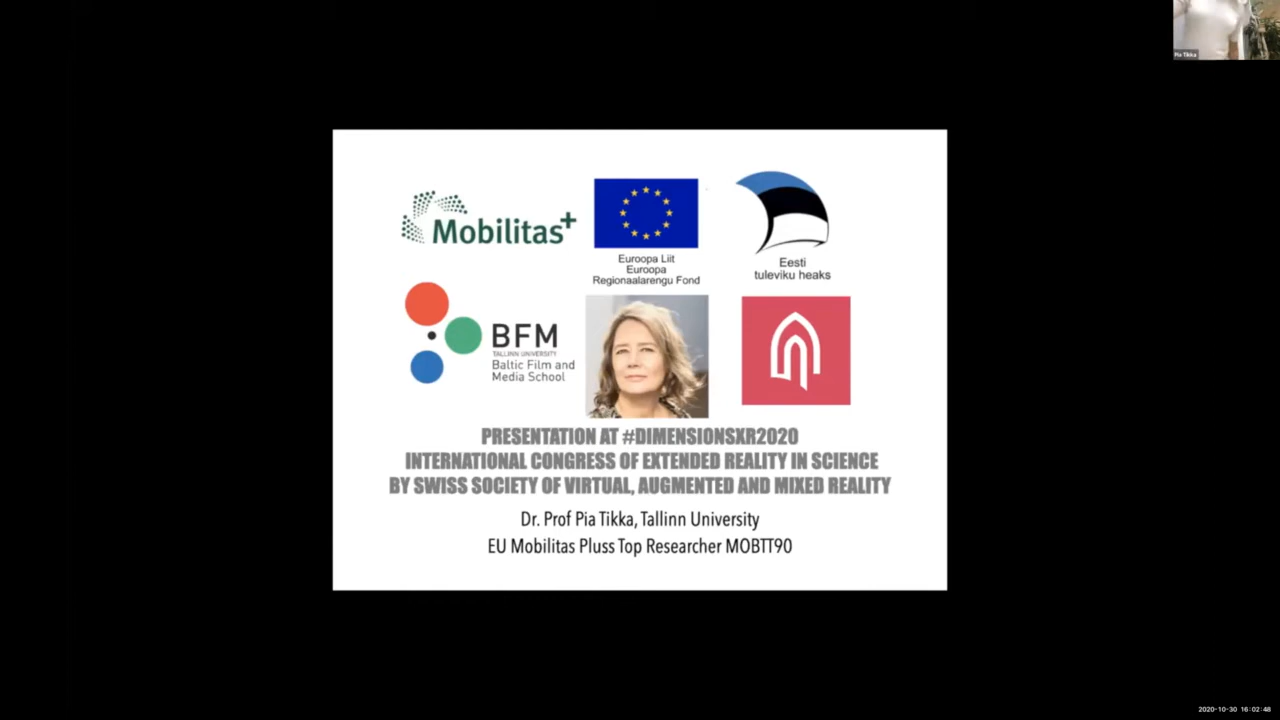 Pia Tikka
Mobilitas+
Euroopa Liit
Euroopa
Regionaalarengu Fond
Eesti
tuleviku heaks
BFM
TALLINN UNIVERSITY
Baltic Film and
Media School
PRESENTATION AT #DIMENSIONSXR2020
INTERNATIONAL CONGRESS OF EXTENDED REALITY IN SCIENCE
BY SWISS SOCIETY OF VIRTUAL, AUGMENTED AND MIXED REALITY
Dr. Prof Pia Tikka, Tallinn University
EU Mobilitas Pluss Top Researcher MOBTT90
2020-10-30 16:02:48